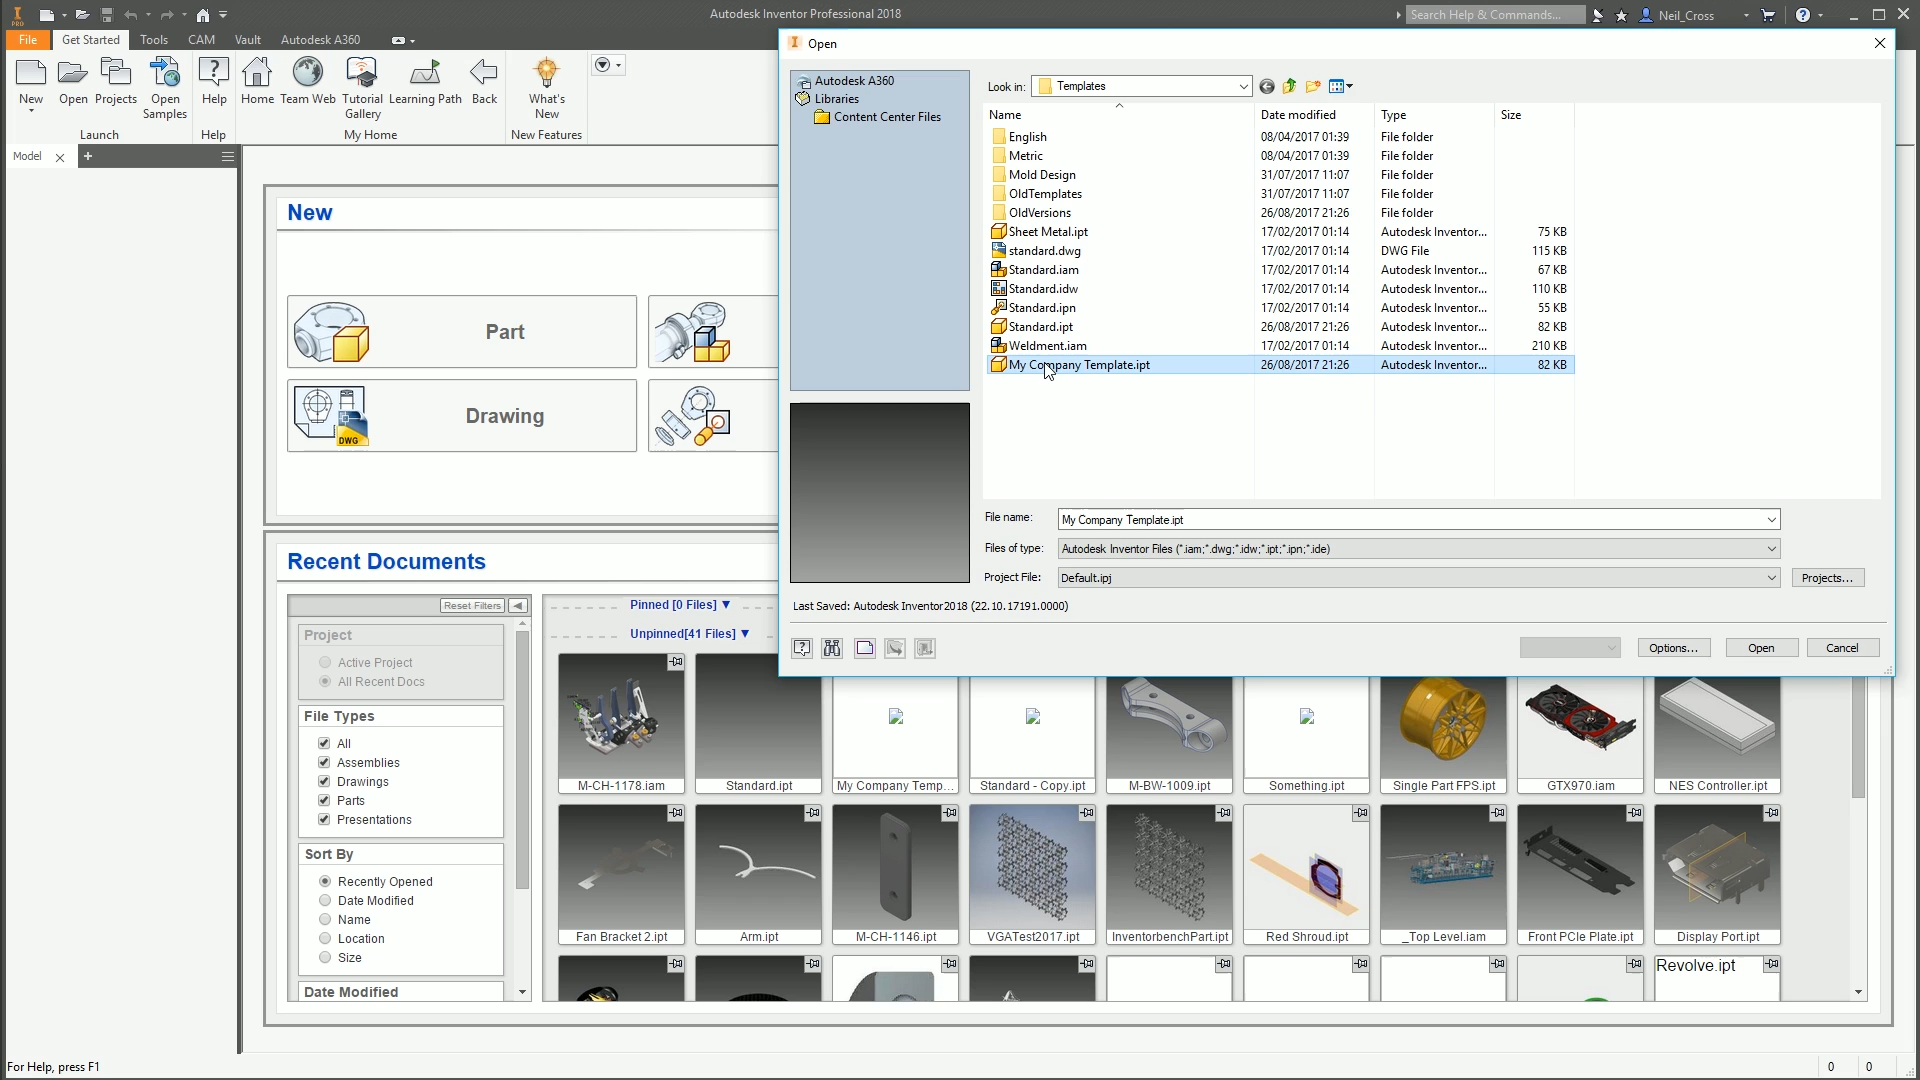 PRO
Autodesk Inventor Professional 2018
Search Help & Commands...
Neil_Cross
File
Get Started
Tools
CAM
Vault
Autodesk A360
New
Open
Projects
Open Samples
Help
Home
Team Web
Tutorial Gallery
Learning Path
Back
What's New
Launch
Help
My Home
New Features
Model
New
Part
Drawing
DWG
Recent Documents
Reset Filters
Project
Active Project
All Recent Docs
File Types
All
Assemblies
Drawings
Parts
Presentations
Sort By
Recently Opened
Date Modified
Name
Location
Size
Date Modified
Pinned [0 Files]
Unpinned[41 Files]
M-CH-1178.iam
Standard.ipt
My Company Temp...
Standard - Copy.ipt
M-BW-1009.ipt
Something.ipt
Single Part FPS.ipt
GTX970.iam
NES Controller.ipt
Fan Bracket 2.ipt
Arm.ipt
M-CH-1146.ipt
VGATest2017.ipt
InventorbenchPart.ipt
Red Shroud.ipt
_Top Level.iam
Front PCIe Plate.ipt
Display Port.ipt
Revolve.ipt
Open
Autodesk A360
Libraries
Content Center Files
Look in: Templates
Name Date modified Type Size
English 08/04/2017 01:39 File folder
Metric 08/04/2017 01:39 File folder
Mold Design 31/07/2017 11:07 File folder
OldTemplates 31/07/2017 11:07 File folder
OldVersions 26/08/2017 21:26 File folder
Sheet Metal.ipt 17/02/2017 01:14 Autodesk Inventor... 75 KB
standard.dwg 17/02/2017 01:14 DWG File 115 KB
Standard.iam 17/02/2017 01:14 Autodesk Inventor... 67 KB
Standard.idw 17/02/2017 01:14 Autodesk Inventor... 110 KB
Standard.ipn 17/02/2017 01:14 Autodesk Inventor... 55 KB
Standard.ipt 26/08/2017 21:26 Autodesk Inventor... 82 KB
Weldment.iam 17/02/2017 01:14 Autodesk Inventor... 210 KB
My Company Template.ipt 26/08/2017 21:26 Autodesk Inventor... 82 KB
File name: My Company Template.ipt
Files of type: Autodesk Inventor Files (*.iam;*.dwg;*.idw;*.ipt;*.ipn;*.ide)
Project File: Default.ipj Projects...
Last Saved: Autodesk Inventor2018 (22.10.17191.0000)
Options...
Open
Cancel
For Help, press F1
0 0